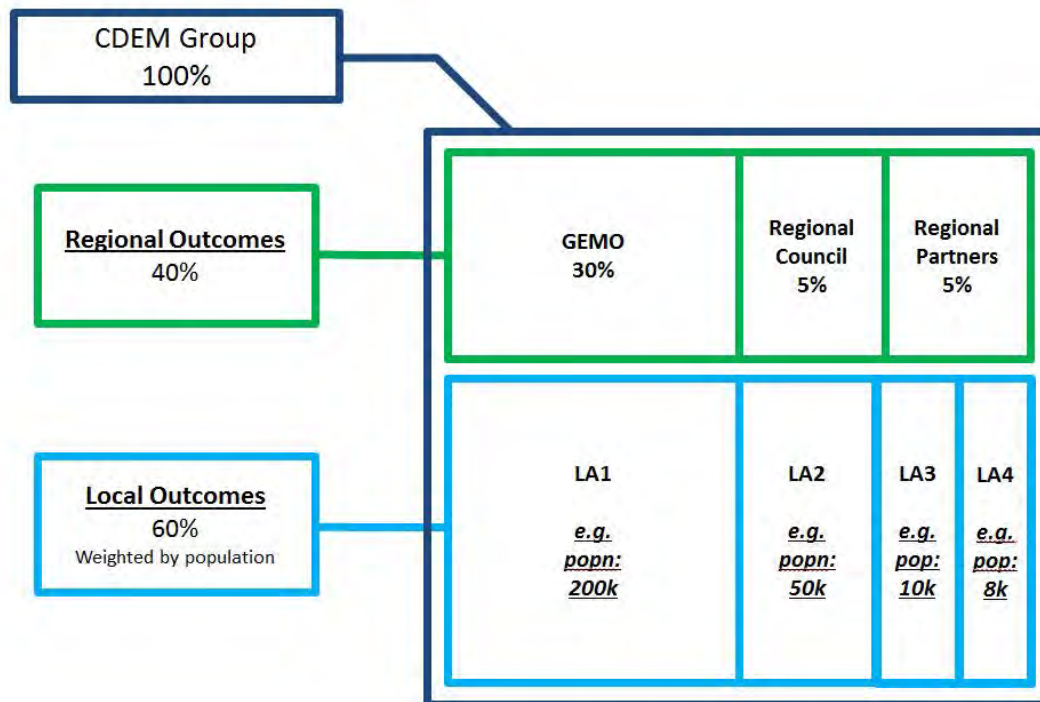 CDEM Group
100%
Regional Outcomes
40%
GEMO
30%
Regional
Council
5%
Regional
Partners
5%
Local Outcomes
60%
Weighted by population
LA1
e.g.
popn:
200k
LA2
e.g.
popn:
50k
LA3
e.g.
pop:
10k
LA4
e.g.
pop:
8k